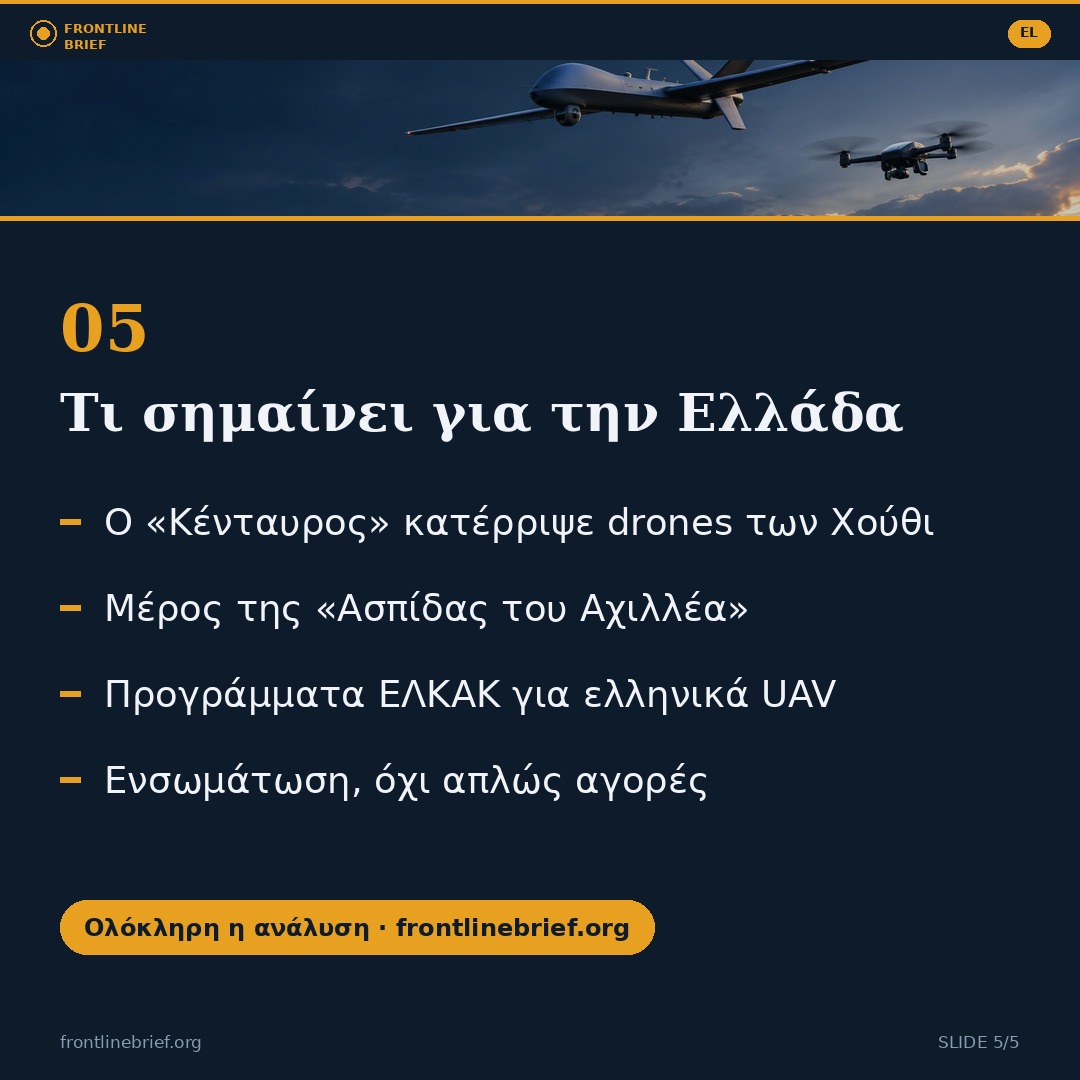 FRONTLINE
BRIEF
EL
05
Τι σημαίνει για την Ελλάδα
Ο «Κένταυρος» κατέρριψε drones των Χούθι
Μέρος της «Ασπίδας του Αχιλλέα»
Προγράμματα ΕΛΚΑΚ για ελληνικά UAV
Ενσωμάτωση, όχι απλώς αγορές
Ολόκληρη η ανάλυση · frontlinebrief.org
frontlinebrief.org
SLIDE 5/5